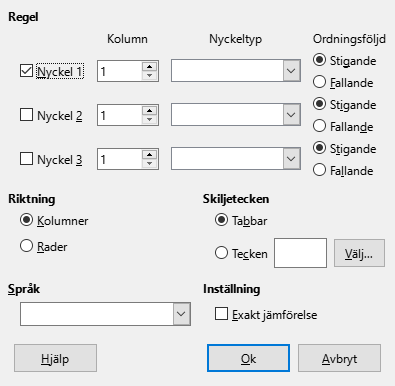 Regel
Kolumn Nyckeltyp Ordningsföljd
Nyckel 1 1 Stigande
Fallande
Nyckel 2 1 Stigande
Fallande
Nyckel 3 1 Stigande
Fallande
Riktning Skiljetecken
Kolumner Tabbar
Rader Tecken Välj...
Språk Inställning
Exakt jämförelse
Hjälp Ok Avbryt